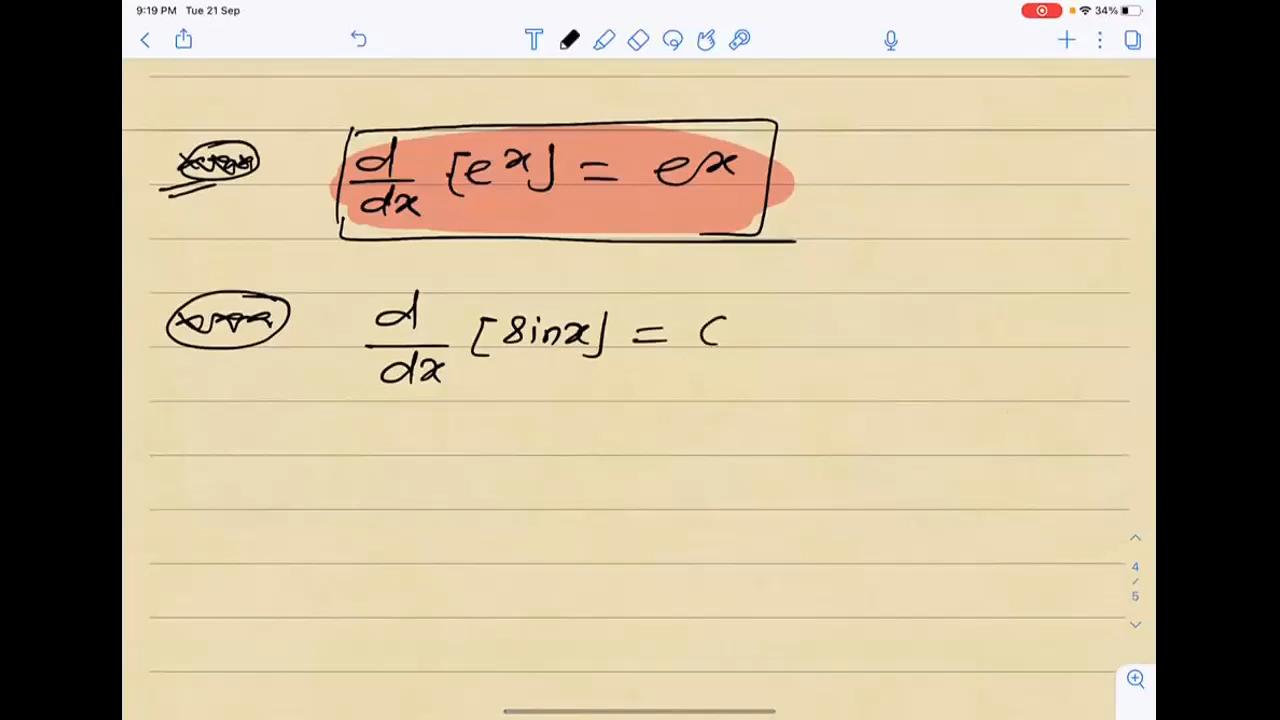 9:19 PM Tue 21 Sep 34%
d/dx [e^x] = e^x
d/dx [sinx] = c
4
/
5